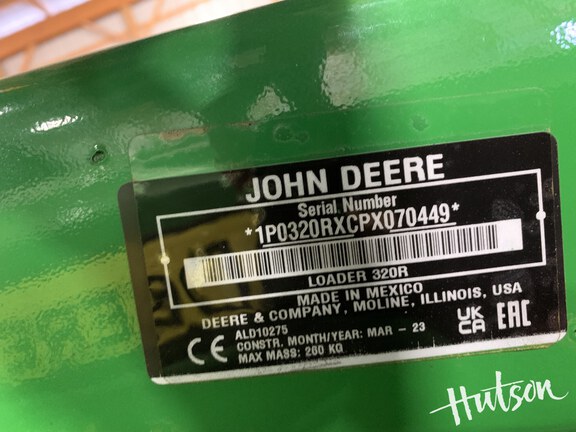 JOHN DEERE
Serial Number
*1P0320RXCPX070449*
LOADER 320R
MADE IN MEXICO
DEERE & COMPANY, MOLINE, ILLINOIS, USA
ALD10275
CONSTR. MONTH/YEAR: MAR - 23
MAX MASS: 260 KG
CE
UK
CA
EAC
Hutson